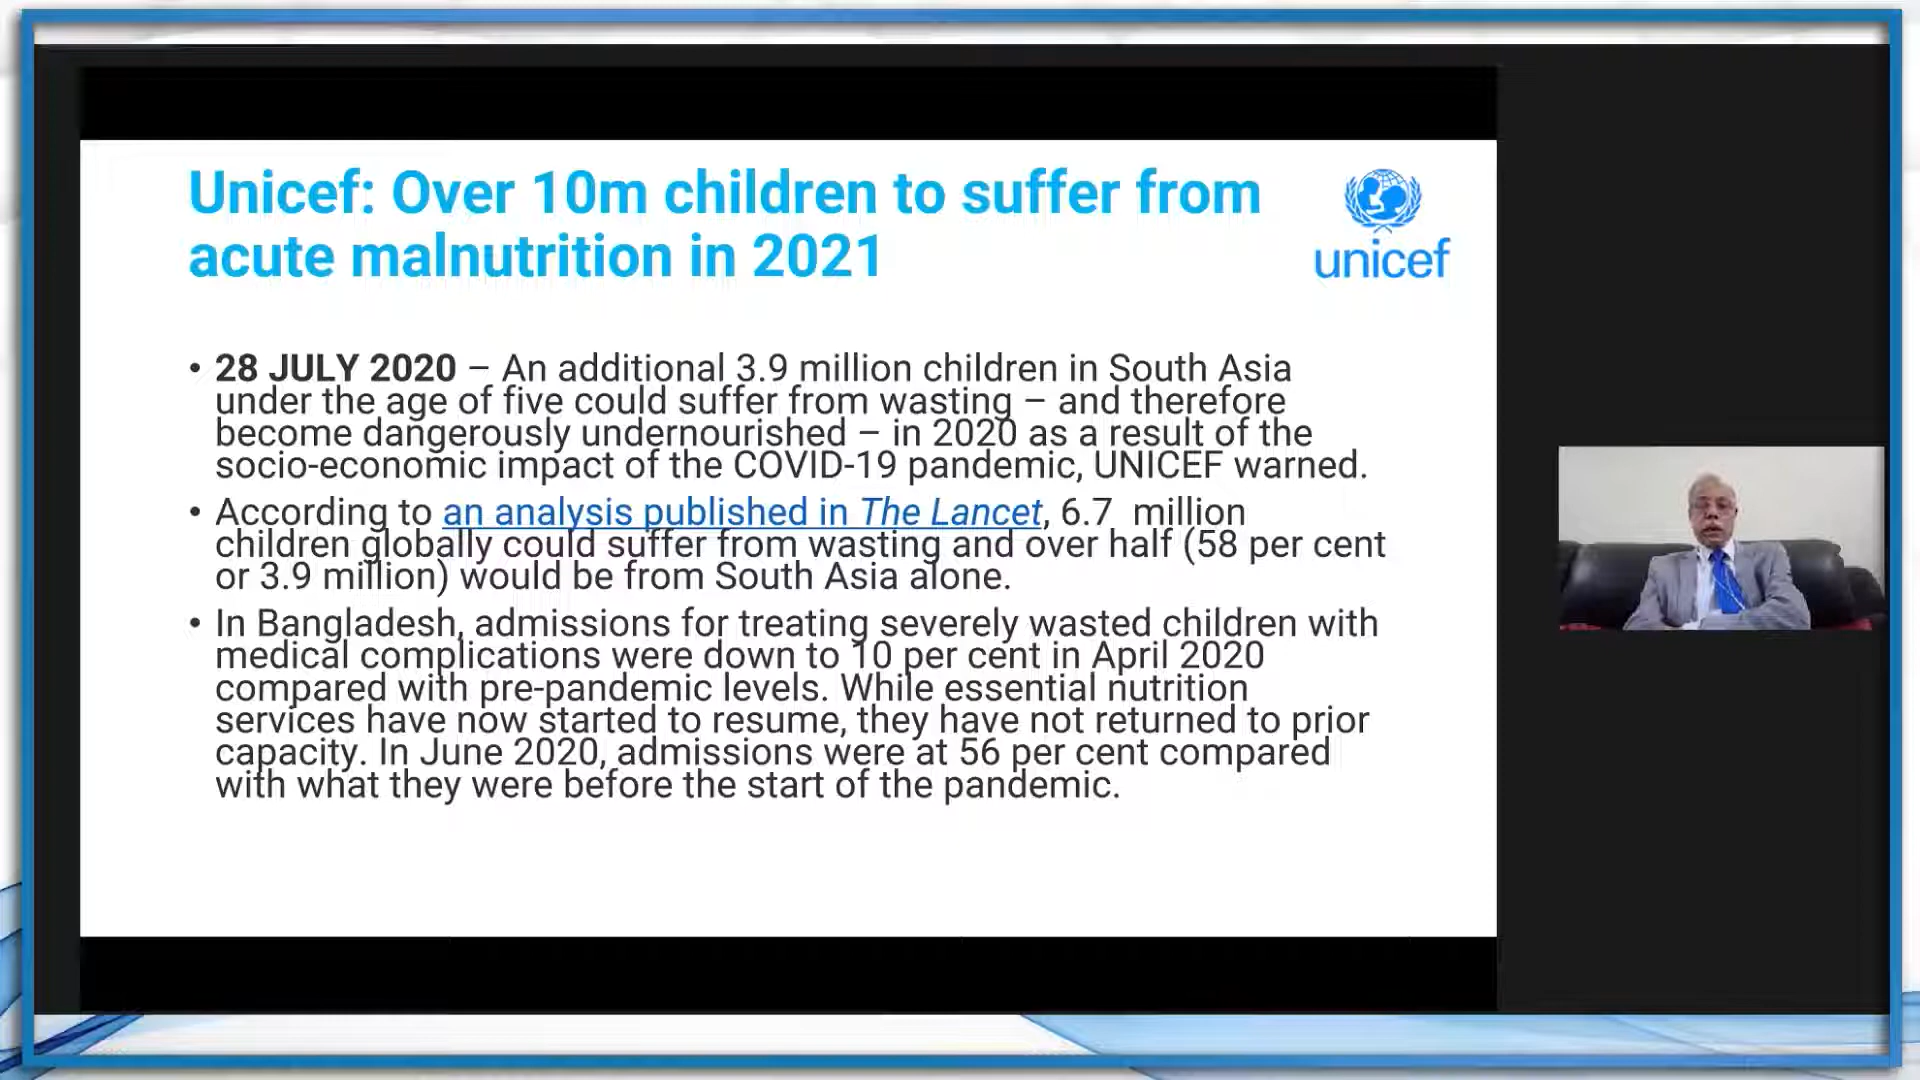 Unicef: Over 10m children to suffer from
acute malnutrition in 2021
unicef
• 28 JULY 2020 – An additional 3.9 million children in South Asia
under the age of five could suffer from wasting – and therefore
become dangerously undernourished – in 2020 as a result of the
socio-economic impact of the COVID-19 pandemic, UNICEF warned.
• According to an analysis published in The Lancet, 6.7 million
children globally could suffer from wasting and over half (58 per cent
or 3.9 million) would be from South Asia alone.
• In Bangladesh, admissions for treating severely wasted children with
medical complications were down to 10 per cent in April 2020
compared with pre-pandemic levels. While essential nutrition
services have now started to resume, they have not returned to prior
capacity. In June 2020, admissions were at 56 per cent compared
with what they were before the start of the pandemic.